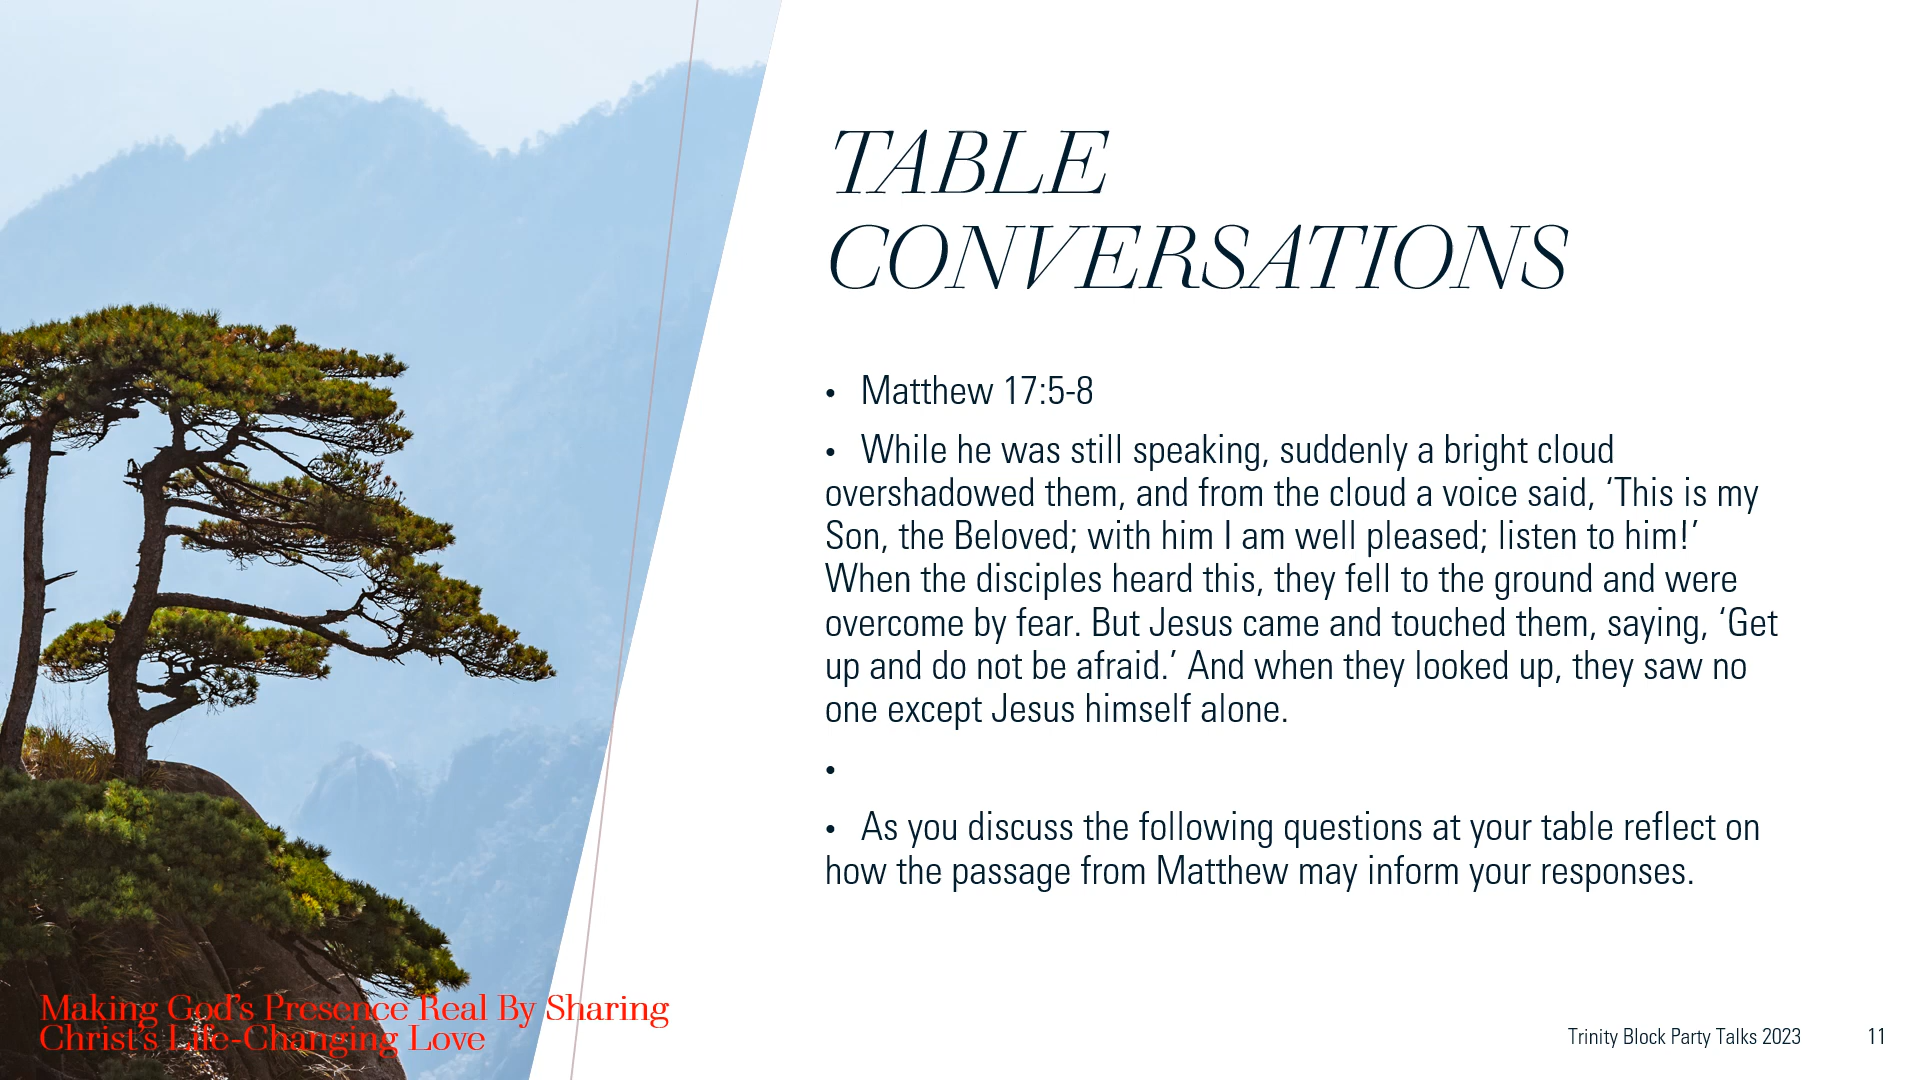 TABLE
CONVERSATIONS
• Matthew 17:5-8
• While he was still speaking, suddenly a bright cloud
overshadowed them, and from the cloud a voice said, ‘This is my
Son, the Beloved; with him I am well pleased; listen to him!’
When the disciples heard this, they fell to the ground and were
overcome by fear. But Jesus came and touched them, saying, ‘Get
up and do not be afraid.’ And when they looked up, they saw no
one except Jesus himself alone.
•
• As you discuss the following questions at your table reflect on
how the passage from Matthew may inform your responses.
Making God’s Presence Real By Sharing
Christ’s Life-Changing Love
Trinity Block Party Talks 2023 11